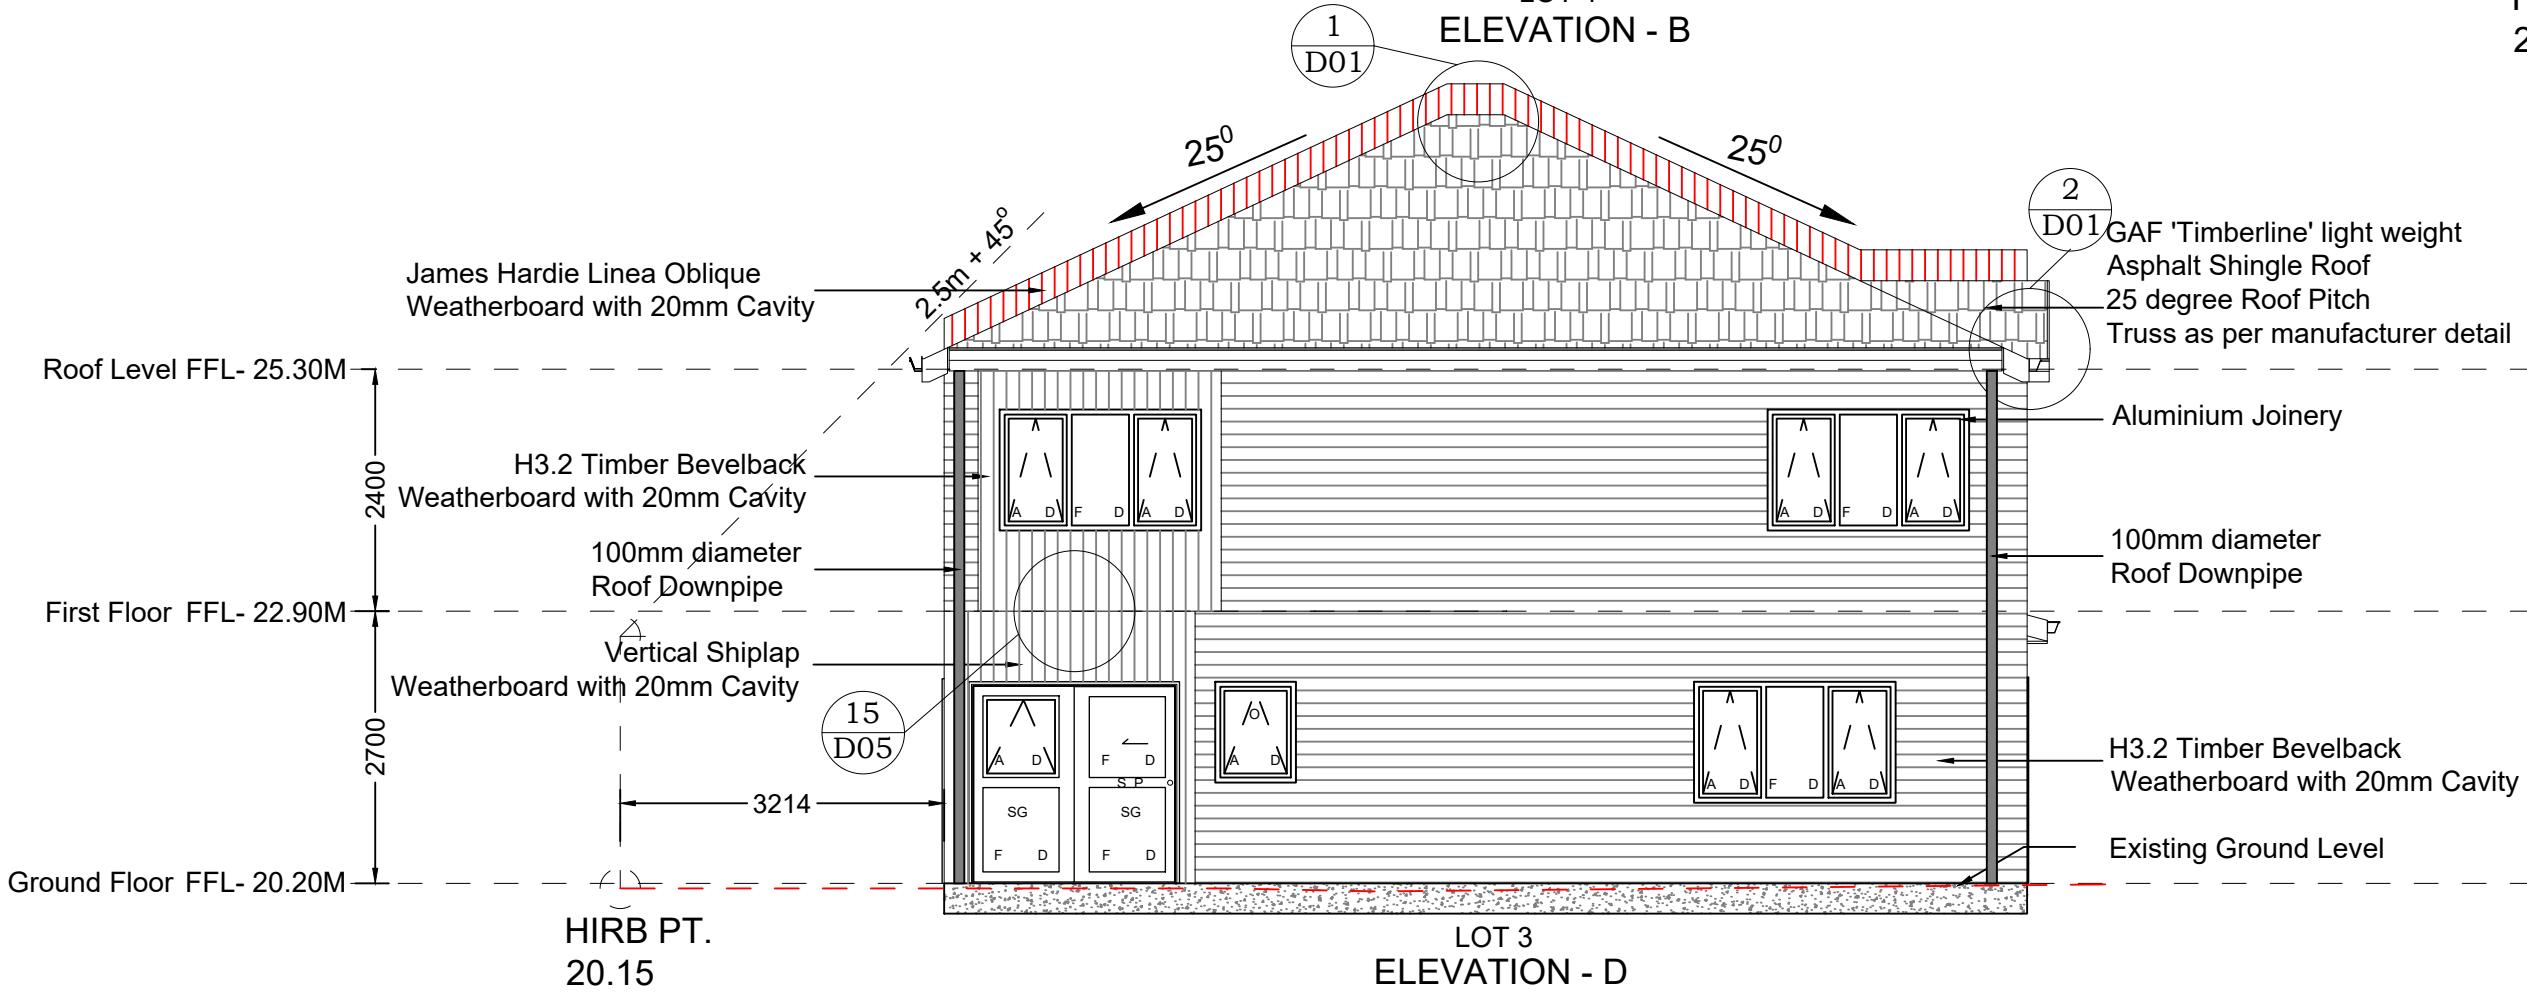 ELEVATION - B
1
D01
25⁰
25⁰
2
D01
2.5m + 45°
James Hardie Linea Oblique
Weatherboard with 20mm Cavity
GAF 'Timberline' light weight
Asphalt Shingle Roof
25 degree Roof Pitch
Truss as per manufacturer detail
Roof Level FFL- 25.30M
Aluminium Joinery
H3.2 Timber Bevelback
Weatherboard with 20mm Cavity
2400
A D F D A D
A D F D A D
100mm diameter
Roof Downpipe
100mm diameter
Roof Downpipe
First Floor FFL- 22.90M
Vertical Shiplap
Weatherboard with 20mm Cavity
15
D05
2700
O
A D
F D
A D
A D F D A D
S P
SG
SG
F D
F D
3214
H3.2 Timber Bevelback
Weatherboard with 20mm Cavity
Existing Ground Level
Ground Floor FFL- 20.20M
HIRB PT.
20.15
LOT 3
ELEVATION - D